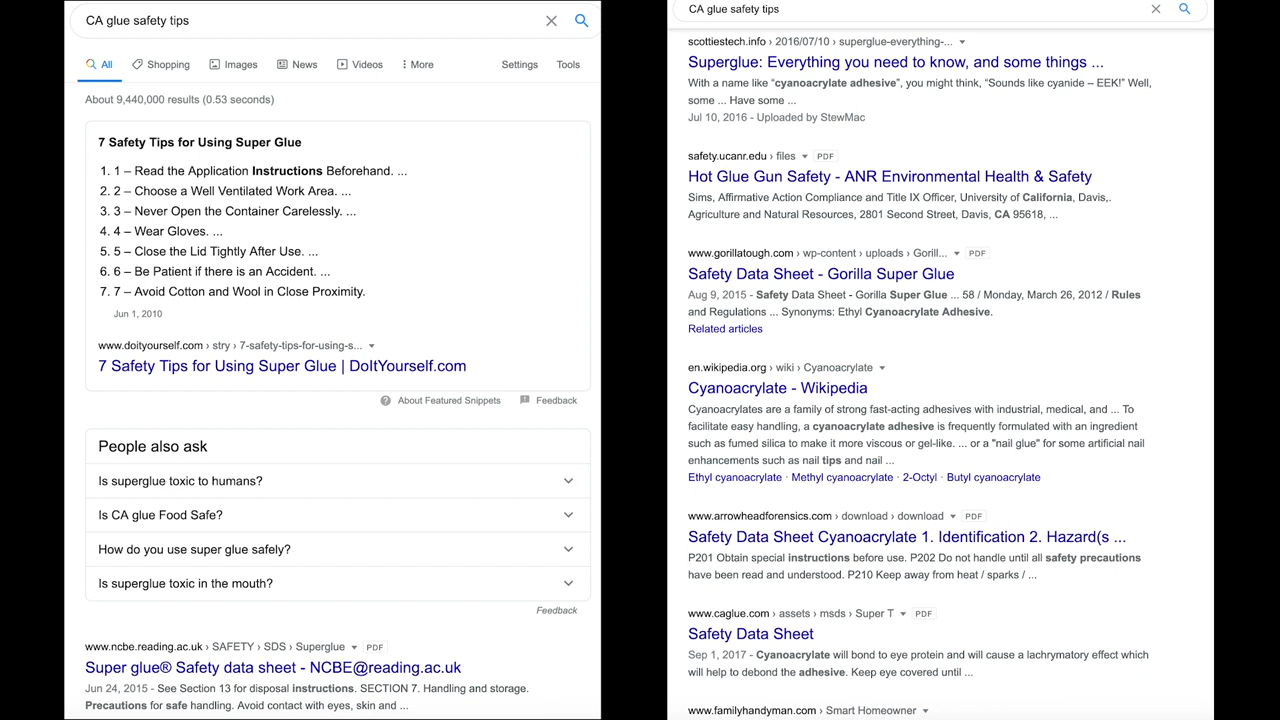 CA glue safety tips
All Shopping Images News Videos More Settings Tools
About 9,440,000 results (0.53 seconds)
7 Safety Tips for Using Super Glue
1. 1 – Read the Application Instructions Beforehand. ...
2. 2 – Choose a Well Ventilated Work Area. ...
3. 3 – Never Open the Container Carelessly. ...
4. 4 – Wear Gloves. ...
5. 5 – Close the Lid Tightly After Use. ...
6. 6 – Be Patient if there is an Accident. ...
7. 7 – Avoid Cotton and Wool in Close Proximity.
Jun 1, 2010
www.doityourself.com › stry › 7-safety-tips-for-using-s...
7 Safety Tips for Using Super Glue | DoItYourself.com
About Featured Snippets Feedback
People also ask
Is superglue toxic to humans?
Is CA glue Food Safe?
How do you use super glue safely?
Is superglue toxic in the mouth?
Feedback
www.ncbe.reading.ac.uk › SAFETY › SDS › Superglue PDF
Super glue® Safety data sheet - NCBE@reading.ac.uk
Jun 24, 2015 - See Section 13 for disposal instructions. SECTION 7. Handling and storage.
Precautions for safe handling. Avoid contact with eyes, skin and ...
CA glue safety tips
scottiestech.info › 2016/07/10 › superglue-everything-...
Superglue: Everything you need to know, and some things ...
With a name like “cyanoacrylate adhesive”, you might think, “Sounds like cyanide – EEK!” Well,
some ... Have some ...
Jul 10, 2016 - Uploaded by StewMac
safety.ucanr.edu › files PDF
Hot Glue Gun Safety - ANR Environmental Health & Safety
Sims, Affirmative Action Compliance and Title IX Officer, University of California, Davis,.
Agriculture and Natural Resources, 2801 Second Street, Davis, CA 95618, ...
www.gorillatough.com › wp-content › uploads › Gorill... PDF
Safety Data Sheet - Gorilla Super Glue
Aug 9, 2015 - Safety Data Sheet - Gorilla Super Glue ... 58 / Monday, March 26, 2012 / Rules
and Regulations ... Synonyms: Ethyl Cyanoacrylate Adhesive.
Related articles
en.wikipedia.org › wiki › Cyanoacrylate
Cyanoacrylate - Wikipedia
Cyanoacrylates are a family of strong fast-acting adhesives with industrial, medical, and ... To
facilitate easy handling, a cyanoacrylate adhesive is frequently formulated with an ingredient
such as fumed silica to make it more viscous or gel-like. ... or a "nail glue" for some artificial nail
enhancements such as nail tips and nail ...
Ethyl cyanoacrylate · Methyl cyanoacrylate · 2-Octyl · Butyl cyanoacrylate
www.arrowheadforensics.com › download › download PDF
Safety Data Sheet Cyanoacrylate 1. Identification 2. Hazard(s ...
P201 Obtain special instructions before use. P202 Do not handle until all safety precautions
have been read and understood. P210 Keep away from heat / sparks / ...
www.caglue.com › assets › msds › Super T PDF
Safety Data Sheet
Sep 1, 2017 - Cyanoacrylate will bond to eye protein and will cause a lachrymatory effect which
will help to debond the adhesive. Keep eye covered until ...
www.familyhandyman.com › Smart Homeowner